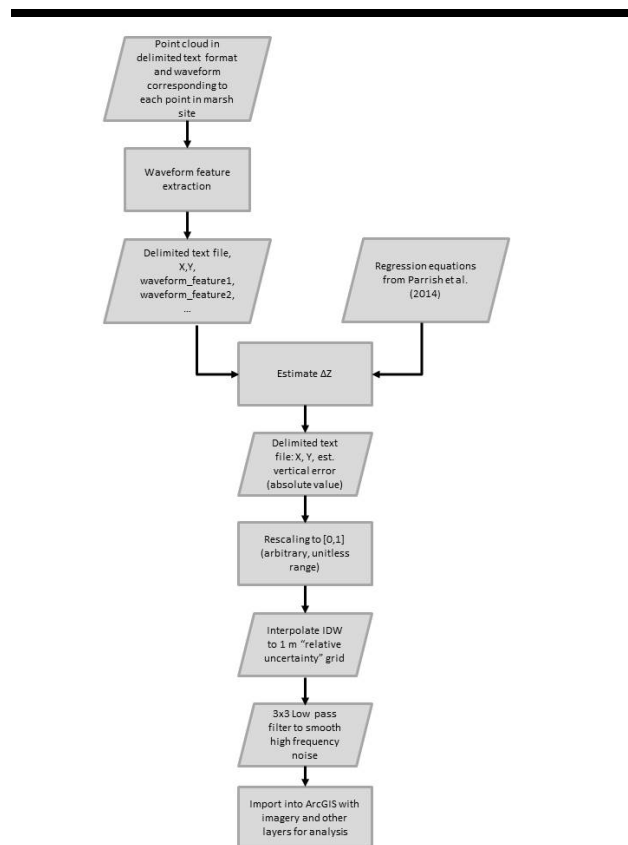 Point cloud in
delimited text format
and waveform
corresponding to
each point in marsh
site
Waveform feature
extraction
Delimited text file,
X,Y,
waveform_feature1,
waveform_feature2,
...
Regression equations
from Parrish et al.
(2014)
Estimate ΔZ
Delimited text
file: X, Y, est.
vertical error
(absolute value)
Rescaling to [0,1]
(arbitrary, unitless
range)
Interpolate IDW
to 1 m “relative
uncertainty” grid
3x3 Low pass
filter to smooth
high frequency
noise
Import into ArcGIS with
imagery and other
layers for analysis